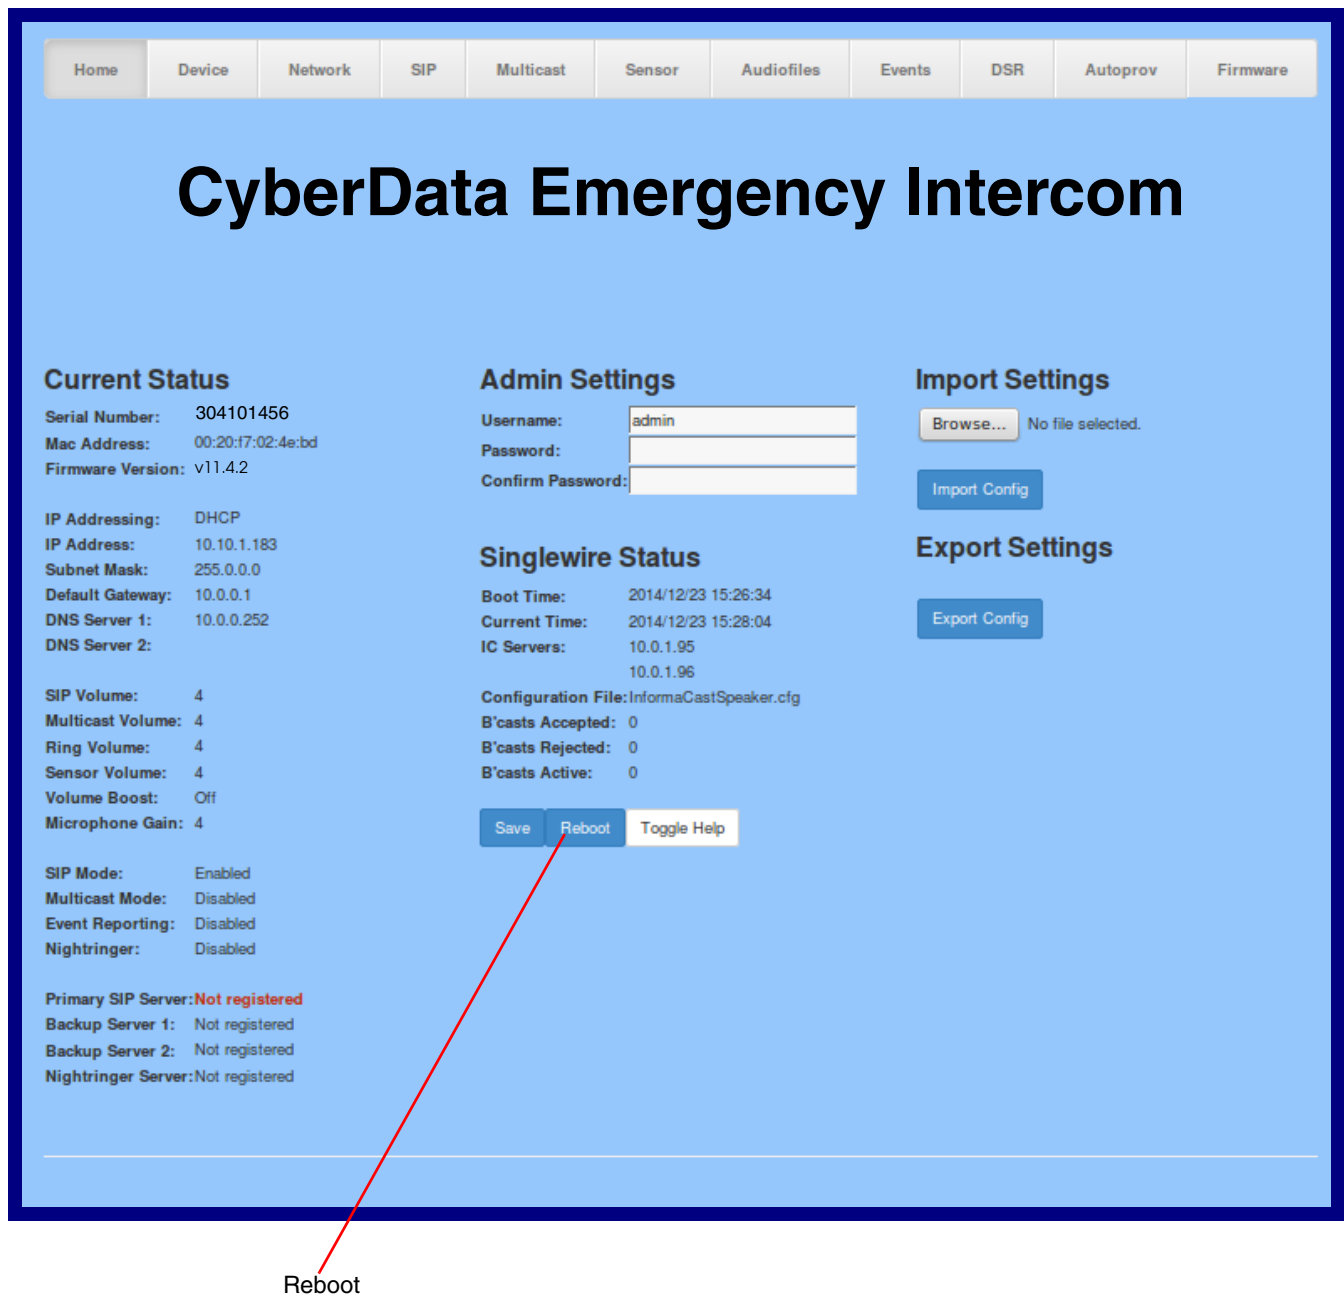 Home Device Network SIP Multicast Sensor Audiofiles Events DSR Autoprov Firmware
CyberData Emergency Intercom
Current Status
Serial Number: 304101456
Mac Address: 00:20:f7:02:4e:bd
Firmware Version: v11.4.2
IP Addressing: DHCP
IP Address: 10.10.1.183
Subnet Mask: 255.0.0.0
Default Gateway: 10.0.0.1
DNS Server 1: 10.0.0.252
DNS Server 2:
SIP Volume: 4
Multicast Volume: 4
Ring Volume: 4
Sensor Volume: 4
Volume Boost: Off
Microphone Gain: 4
SIP Mode: Enabled
Multicast Mode: Disabled
Event Reporting: Disabled
Nightringer: Disabled
Primary SIP Server: Not registered
Backup Server 1: Not registered
Backup Server 2: Not registered
Nightringer Server: Not registered
Admin Settings
Username: admin
Password:
Confirm Password:
Singlewire Status
Boot Time: 2014/12/23 15:26:34
Current Time: 2014/12/23 15:28:04
IC Servers: 10.0.1.95
10.0.1.96
Configuration File: InformaCastSpeaker.cfg
B'casts Accepted: 0
B'casts Rejected: 0
B'casts Active: 0
Save Reboot Toggle Help
Import Settings
Browse... No file selected.
Import Config
Export Settings
Export Config
Reboot